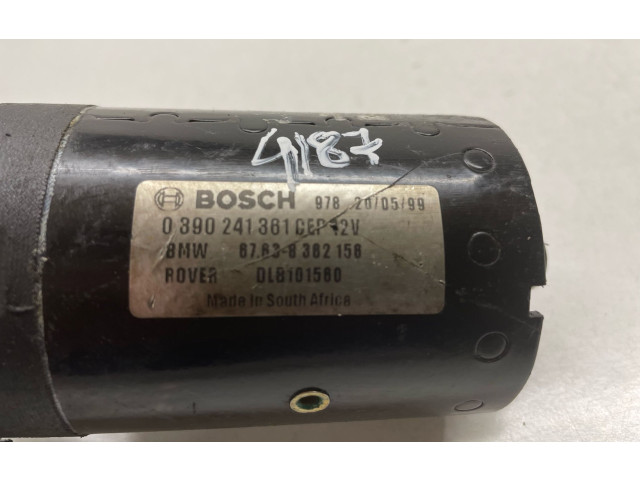 4187
BOSCH 978 20/05/99
0 390 241 361 CEP 12V
BMW 67.63-8 362 156
ROVER DLB101560
Made in South Africa